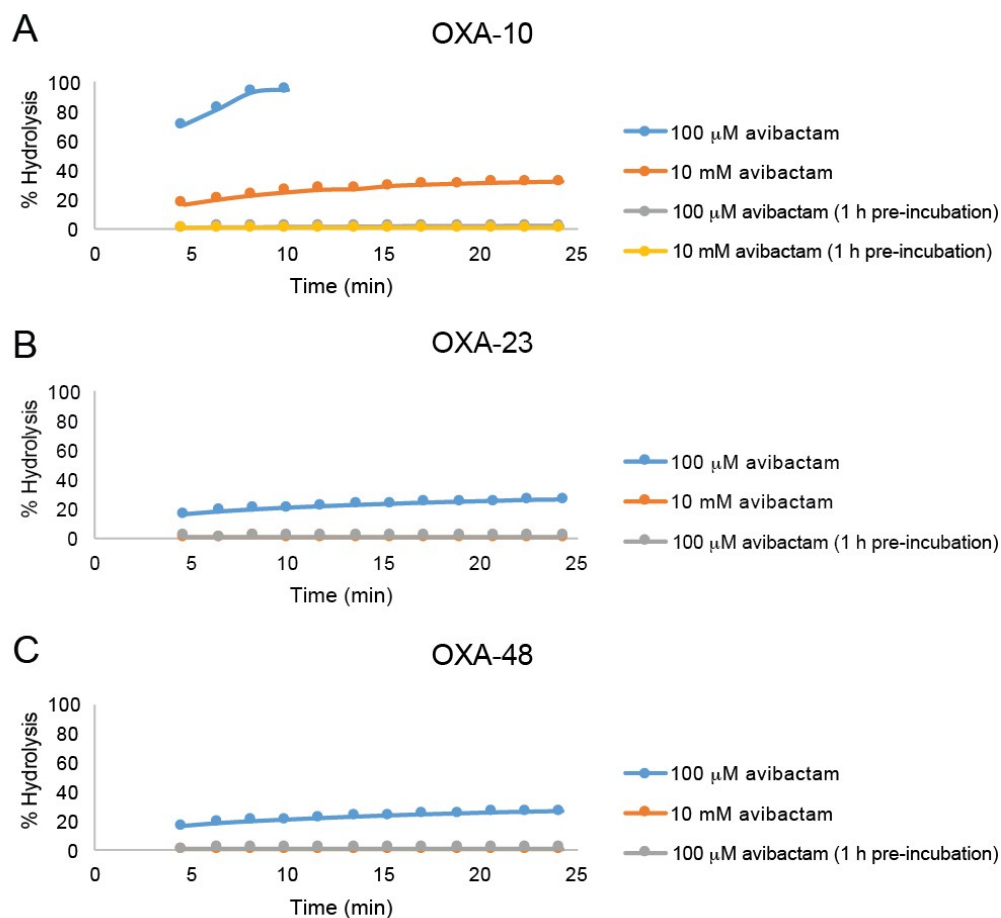 A
OXA-10
100
80
60
40
20
0
% Hydrolysis
0 5 10 15 20 25
Time (min)
100 μM avibactam
10 mM avibactam
100 μM avibactam (1 h pre-incubation)
10 mM avibactam (1 h pre-incubation)
B
OXA-23
100
80
60
40
20
0
% Hydrolysis
0 5 10 15 20 25
Time (min)
100 μM avibactam
10 mM avibactam
100 μM avibactam (1 h pre-incubation)
C
OXA-48
100
80
60
40
20
0
% Hydrolysis
0 5 10 15 20 25
Time (min)
100 μM avibactam
10 mM avibactam
100 μM avibactam (1 h pre-incubation)